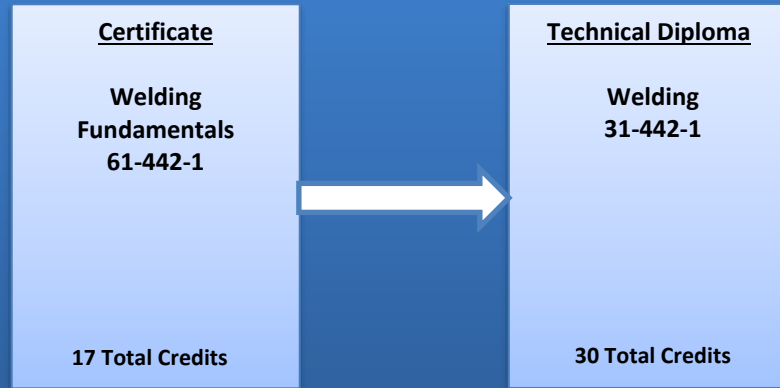 Certificate
Welding
Fundamentals
61-442-1
17 Total Credits
Technical Diploma
Welding
31-442-1
30 Total Credits